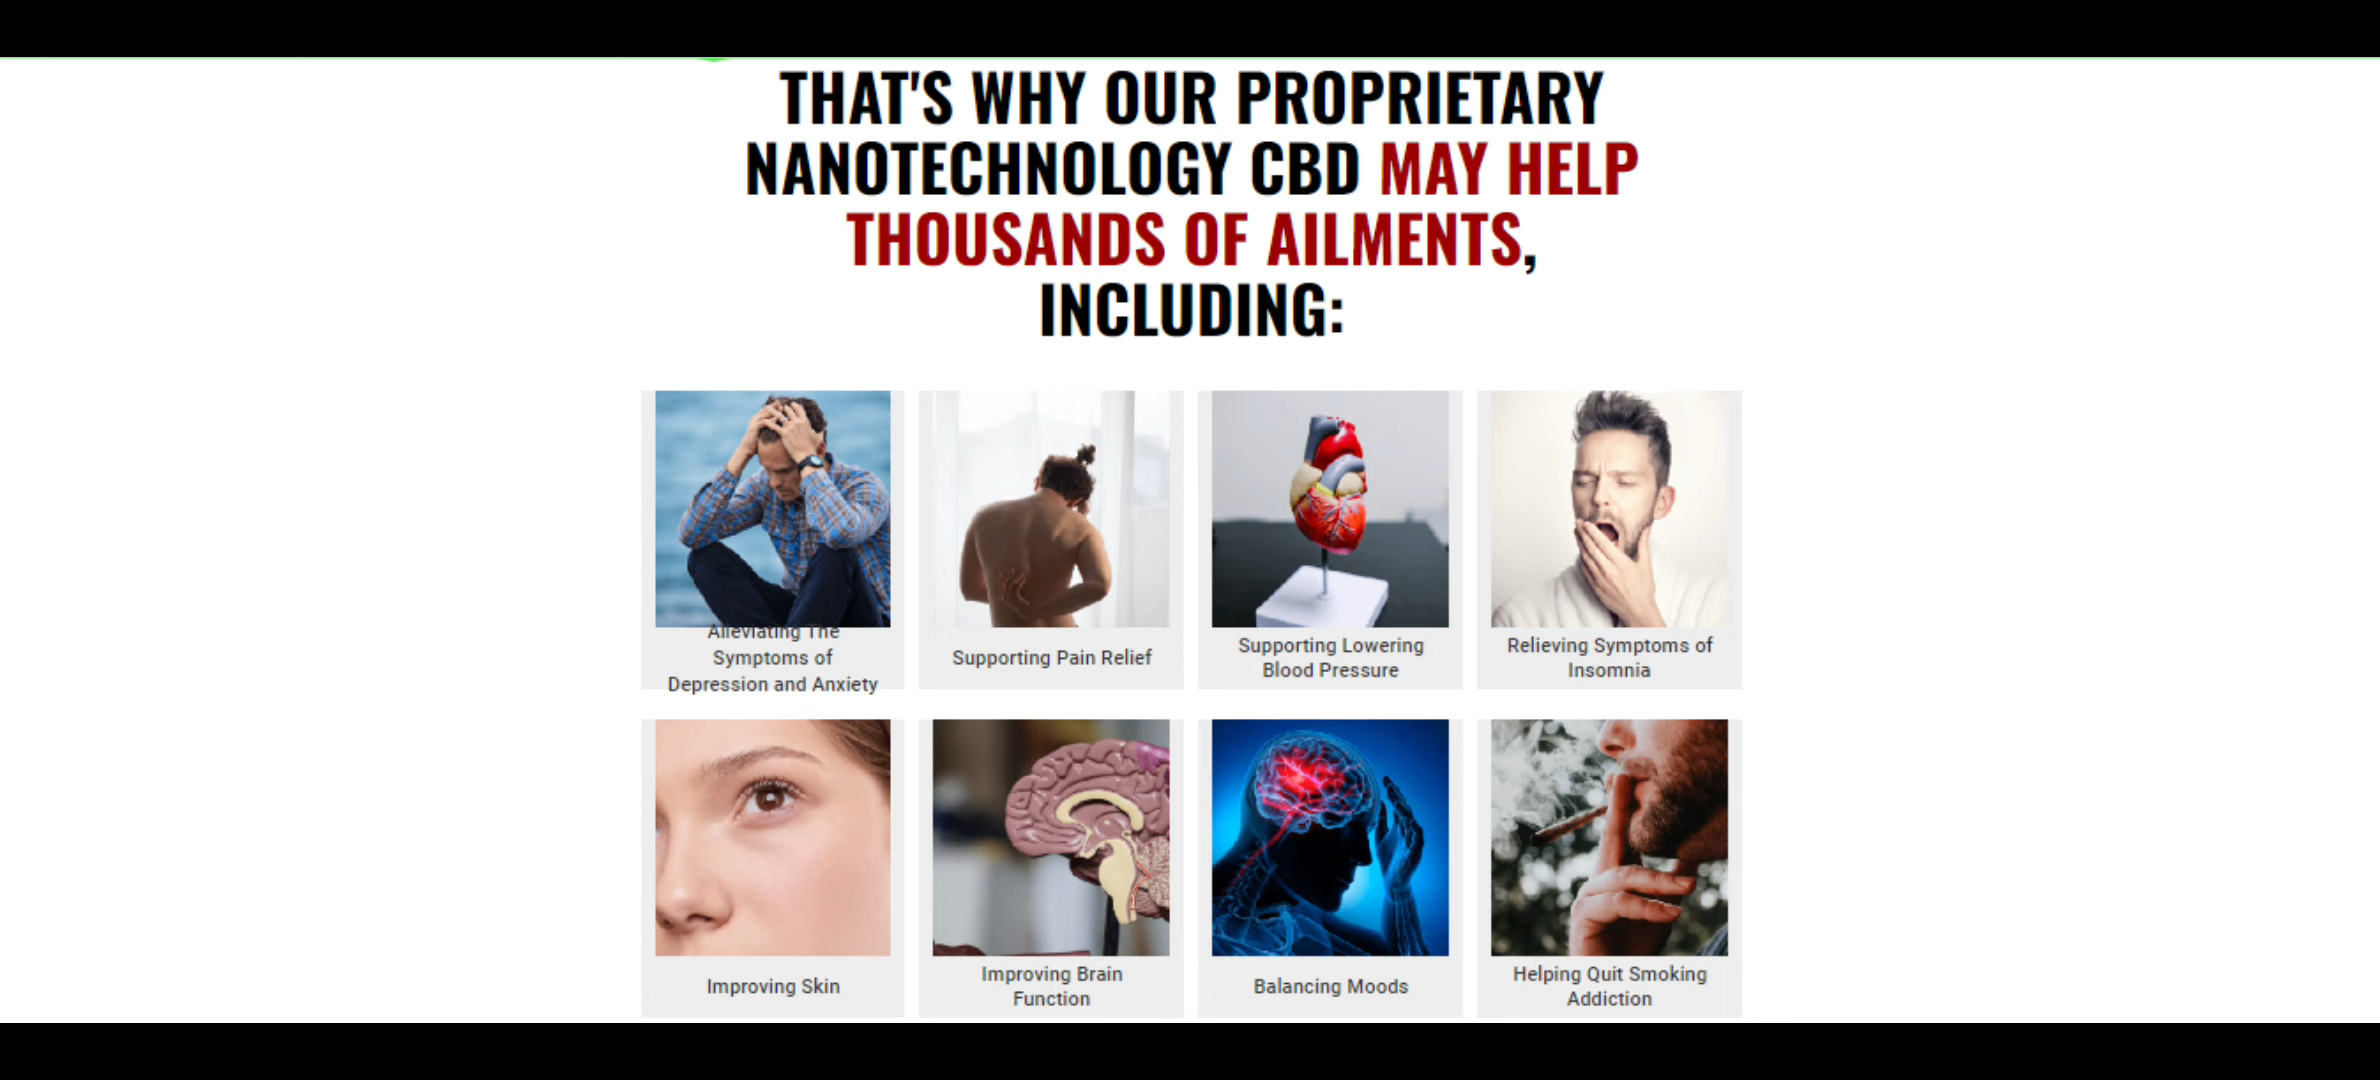 THAT'S WHY OUR PROPRIETARY
NANOTECHNOLOGY CBD MAY HELP
THOUSANDS OF AILMENTS,
INCLUDING:
Alleviating The
Symptoms of
Depression and Anxiety
Supporting Pain Relief
Supporting Lowering
Blood Pressure
Relieving Symptoms of
Insomnia
Improving Skin
Improving Brain
Function
Balancing Moods
Helping Quit Smoking
Addiction